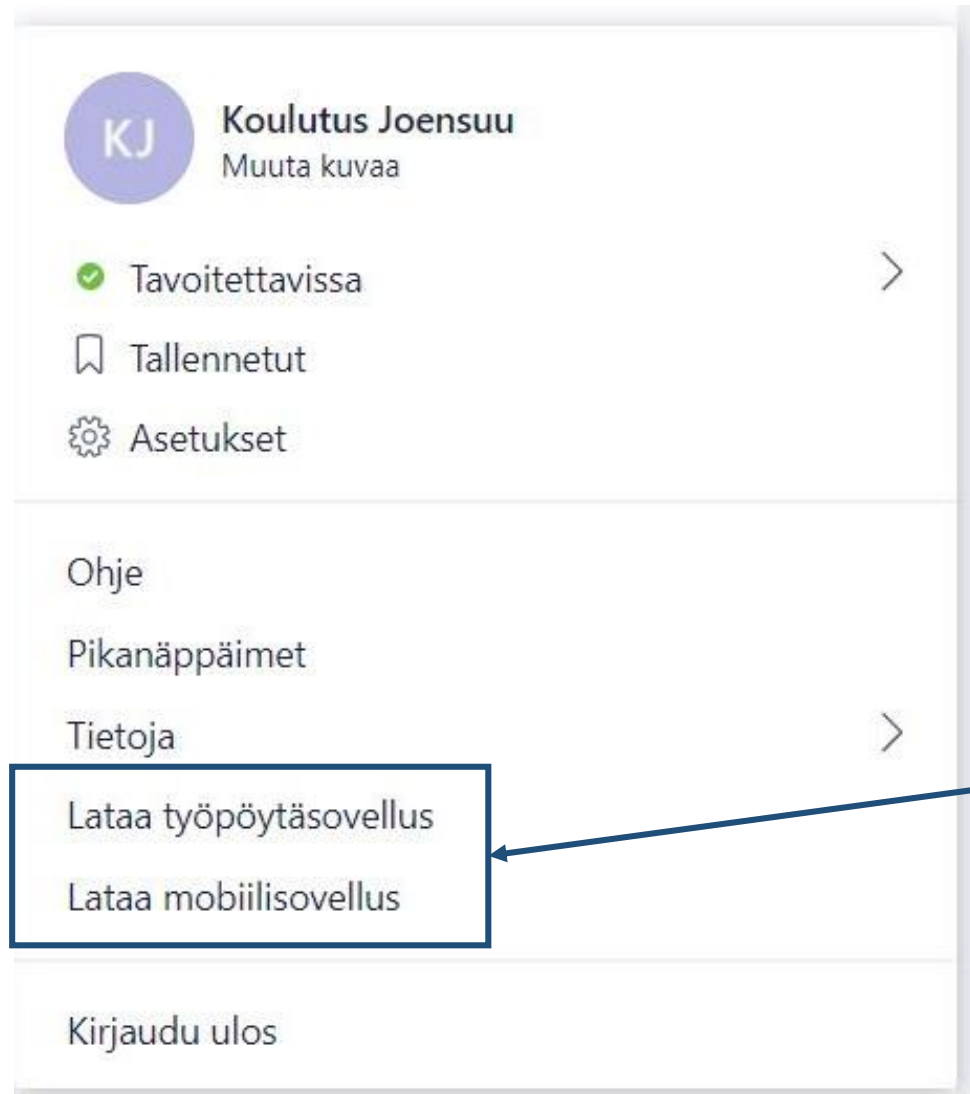 KJ
Koulutus Joensuu
Muuta kuvaa
Tavoitettavissa
Tallennetut
Asetukset
Ohje
Pikanäppäimet
Tietoja
Lataa työpöytäsovellus
Lataa mobiilisovellus
Kirjaudu ulos